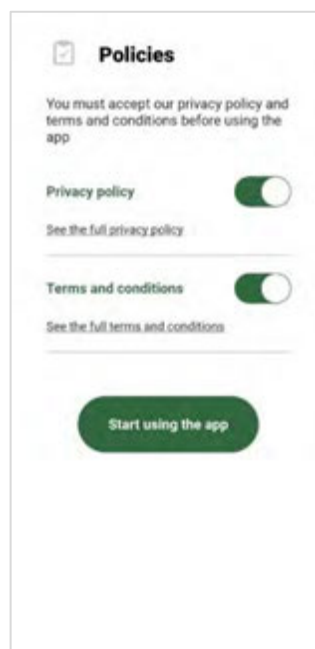 Policies
You must accept our privacy policy and
terms and conditions before using the
app
Privacy policy
See the full privacy policy
Terms and conditions
See the full terms and conditions
Start using the app